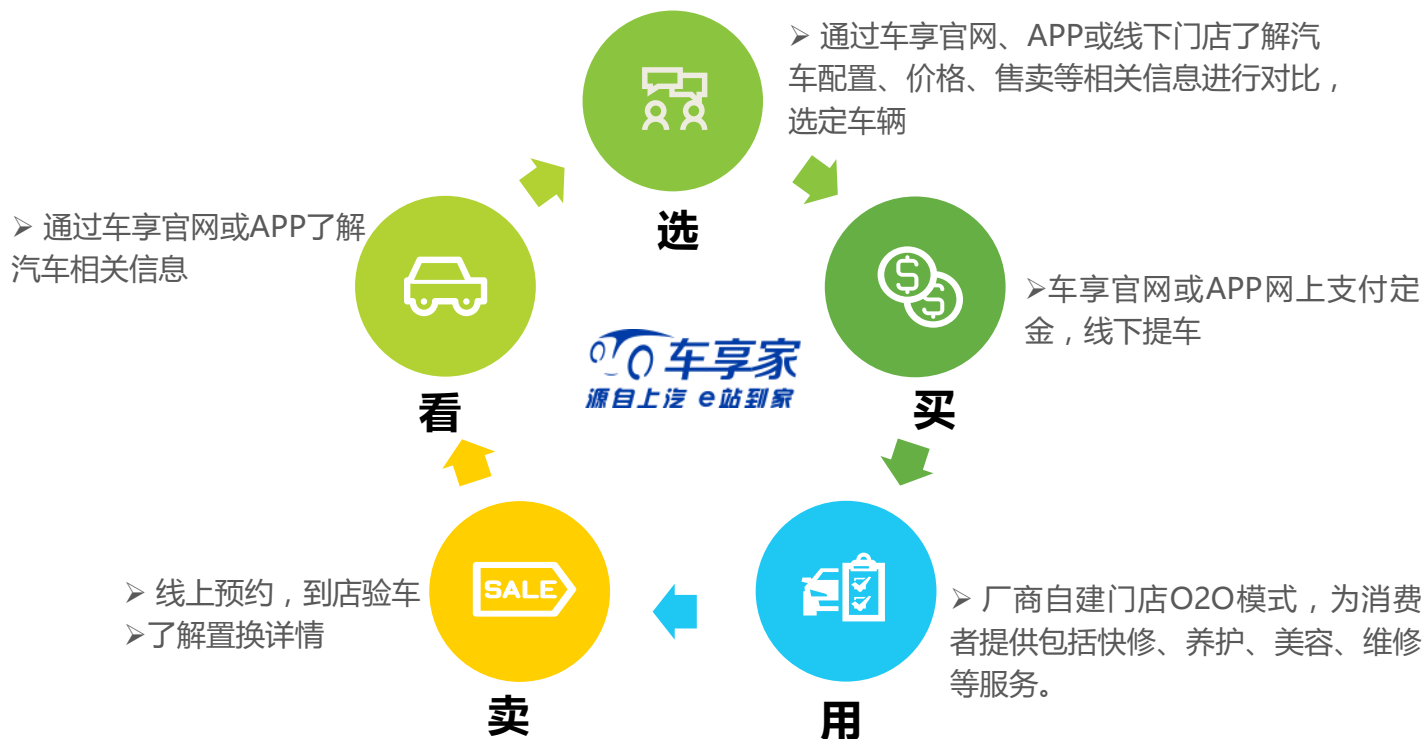 ➢ 通过车享官网、APP或线下门店了解汽
车配置、价格、售卖等相关信息进行对比，
选定车辆
选
➢ 通过车享官网或APP了解
汽车相关信息
看
➢车享官网或APP网上支付定
金，线下提车
买
车享家
源自上汽 e站到家
SALE
➢ 线上预约，到店验车
➢了解置换详情
卖
➢ 厂商自建门店O2O模式，为消费
者提供包括快修、养护、美容、维修
等服务。
用